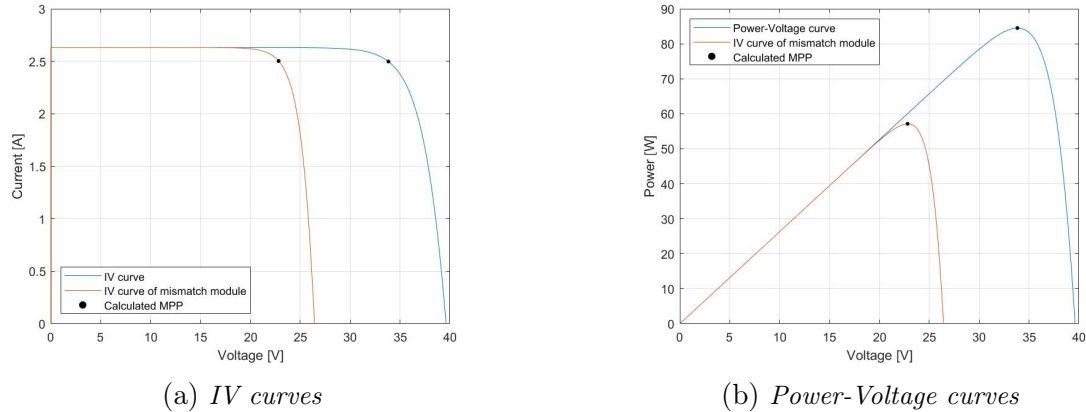 3
2.5
2
1.5
1
0.5
0
Current [A]
IV curve
IV curve of mismatch module
Calculated MPP
0 5 10 15 20 25 30 35 40
Voltage [V]
(a) IV curves
90
80
70
60
50
40
30
20
10
0
Power [W]
Power-Voltage curve
IV curve of mismatch module
Calculated MPP
0 5 10 15 20 25 30 35 40
Voltage [V]
(b) Power-Voltage curves